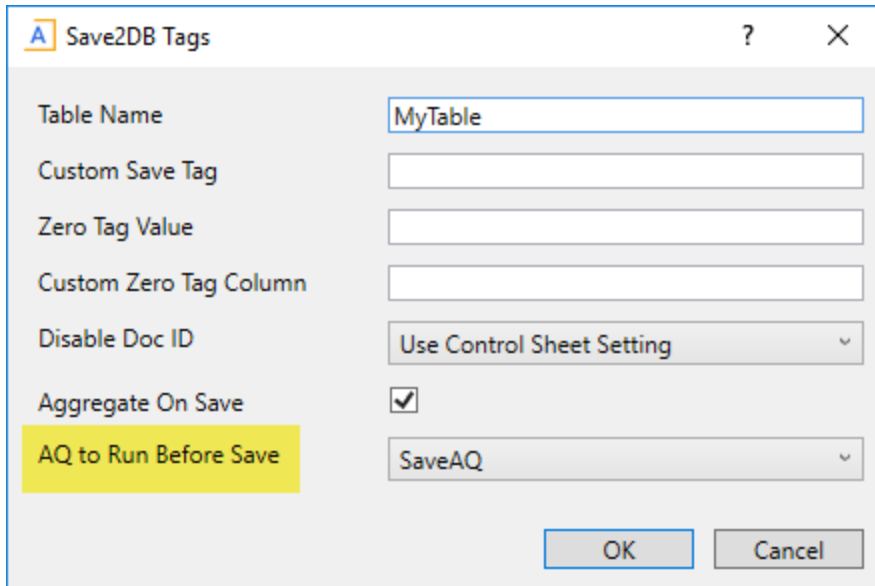 A Save2DB Tags ?
Table Name MyTable
Custom Save Tag
Zero Tag Value
Custom Zero Tag Column
Disable Doc ID Use Control Sheet Setting
Aggregate On Save
AQ to Run Before Save SaveAQ
OK Cancel